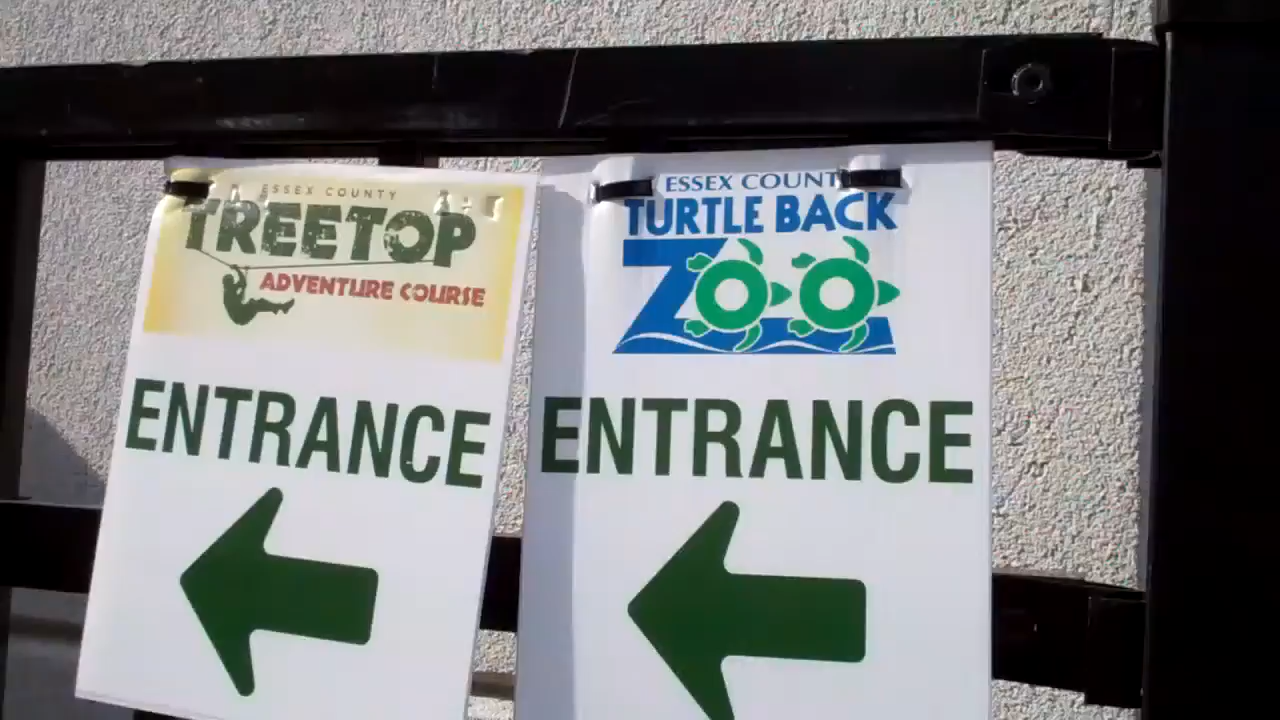 ESSEX COUNTY
TREETOP
ADVENTURE COURSE
ENTRANCE
ESSEX COUNTY
TURTLE BACK
ZOO
ENTRANCE